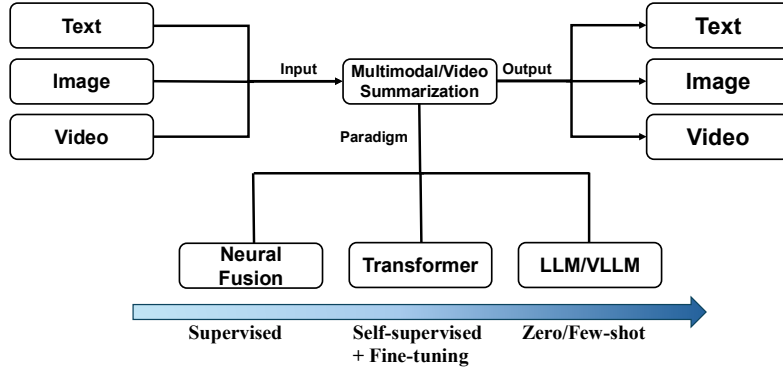 Text
Image
Video
Input
Multimodal/Video
Summarization
Output
Text
Image
Video
Paradigm
Neural
Fusion
Transformer
LLM/VLLM
Supervised
Self-supervised
+ Fine-tuning
Zero/Few-shot